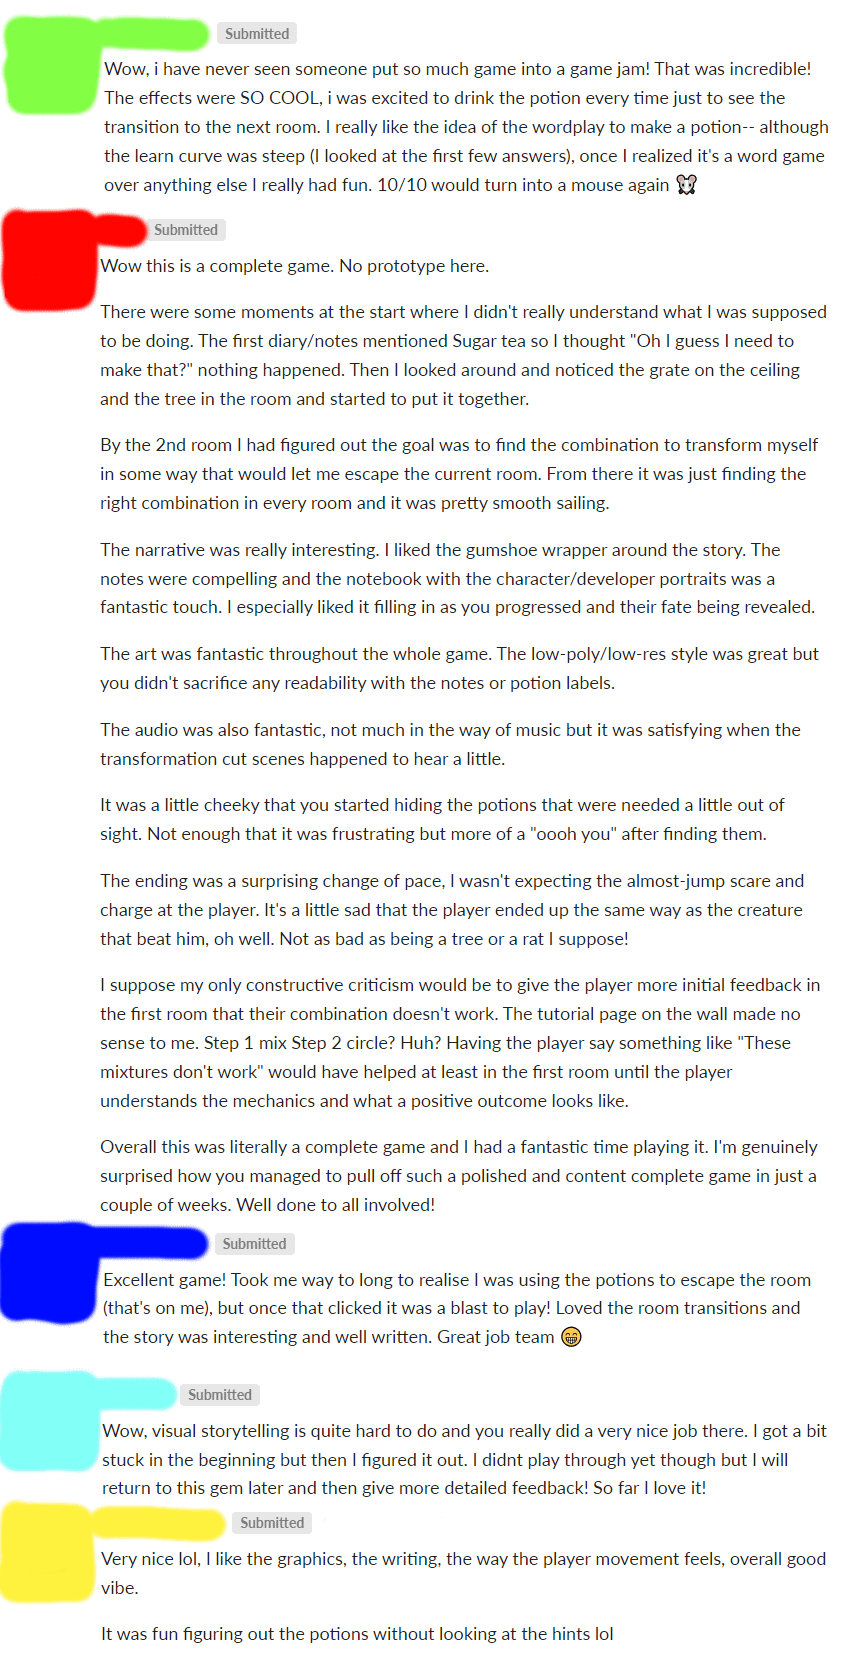 Submitted
Wow, i have never seen someone put so much game into a game jam! That was incredible!
The effects were SO COOL, i was excited to drink the potion every time just to see the
transition to the next room. I really like the idea of the wordplay to make a potion-- although
the learn curve was steep (I looked at the first few answers), once I realized it's a word game
over anything else I really had fun. 10/10 would turn into a mouse again 🐭
Submitted
Wow this is a complete game. No prototype here.
There were some moments at the start where I didn't really understand what I was supposed
to be doing. The first diary/notes mentioned Sugar tea so I thought "Oh I guess I need to
make that?" nothing happened. Then I looked around and noticed the grate on the ceiling
and the tree in the room and started to put it together.
By the 2nd room I had figured out the goal was to find the combination to transform myself
in some way that would let me escape the current room. From there it was just finding the
right combination in every room and it was pretty smooth sailing.
The narrative was really interesting. I liked the gumshoe wrapper around the story. The
notes were compelling and the notebook with the character/developer portraits was a
fantastic touch. I especially liked it filling in as you progressed and their fate being revealed.
The art was fantastic throughout the whole game. The low-poly/low-res style was great but
you didn't sacrifice any readability with the notes or potion labels.
The audio was also fantastic, not much in the way of music but it was satisfying when the
transformation cut scenes happened to hear a little.
It was a little cheeky that you started hiding the potions that were needed a little out of
sight. Not enough that it was frustrating but more of a "oooh you" after finding them.
The ending was a surprising change of pace, I wasn't expecting the almost-jump scare and
charge at the player. It's a little sad that the player ended up the same way as the creature
that beat him, oh well. Not as bad as being a tree or a rat I suppose!
I suppose my only constructive criticism would be to give the player more initial feedback in
the first room that their combination doesn't work. The tutorial page on the wall made no
sense to me. Step 1 mix Step 2 circle? Huh? Having the player say something like "These
mixtures don't work" would have helped at least in the first room until the player
understands the mechanics and what a positive outcome looks like.
Overall this was literally a complete game and I had a fantastic time playing it. I'm genuinely
surprised how you managed to pull off such a polished and content complete game in just a
couple of weeks. Well done to all involved!
Submitted
Excellent game! Took me way to long to realise I was using the potions to escape the room
(that's on me), but once that clicked it was a blast to play! Loved the room transitions and
the story was interesting and well written. Great job team 😁
Submitted
Wow, visual storytelling is quite hard to do and you really did a very nice job there. I got a bit
stuck in the beginning but then I figured it out. I didnt play through yet though but I will
return to this gem later and then give more detailed feedback! So far I love it!
Submitted
Very nice lol, I like the graphics, the writing, the way the player movement feels, overall good
vibe.
It was fun figuring out the potions without looking at the hints lol